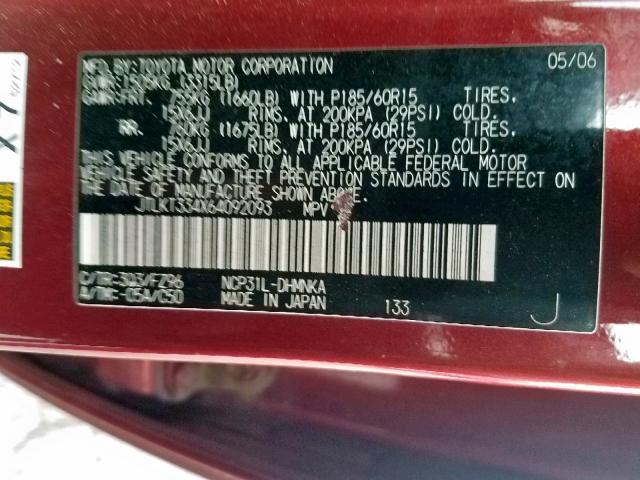 MFD. BY: TOYOTA MOTOR CORPORATION 05/06
GVWR: 1505KG (3315LB)
GAWR: FRT. 755KG (1660LB) WITH P185/60R15 TIRES.
15X6JJ RIMS, AT 200KPA (29PSI) COLD.
RR. 760KG (1675LB) WITH P185/60R15 TIRES.
15X6JJ RIMS, AT 200KPA (29PSI) COLD.
THIS VEHICLE CONFORMS TO ALL APPLICABLE FEDERAL MOTOR
VEHICLE SAFETY AND THEFT PREVENTION STANDARDS IN EFFECT ON
THE DATE OF MANUFACTURE SHOWN ABOVE.
JTLKT334X64092093 MPV
C/TR: 3Q3/FZ96 NCP31L-DHMNKA
A/TM: -05A/C50 MADE IN JAPAN 133 J